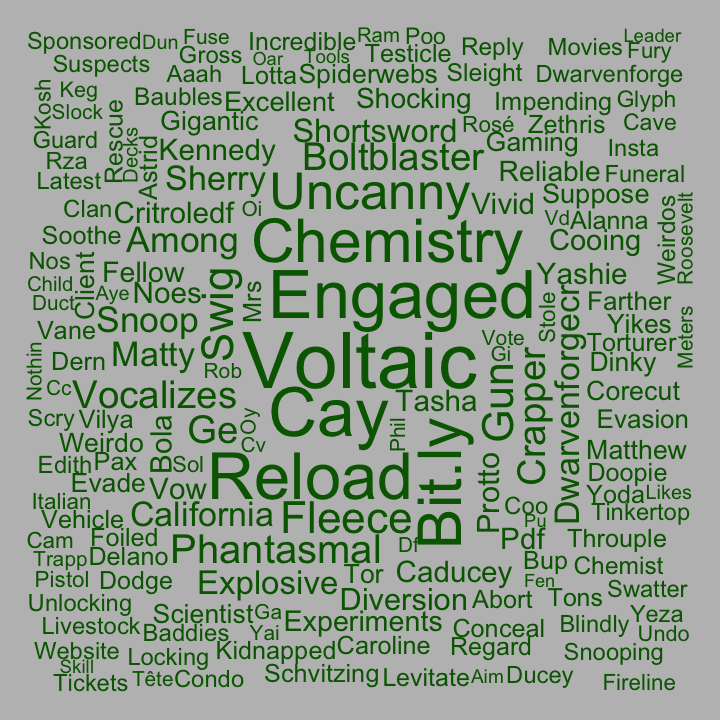 Sponsored
Dun
Fuse
Incredible
Ram
Poo
Reply
Movies
Leader
Suspects
Gross
Oar
Tools
Testicle
Fury
Aaah
Lotta
Spiderwebs
Sleight
Dwarvenforge
Kosh
Keg
Baubles
Excellent
Shocking
Impending
Glyph
Slock
Rescue
Gigantic
Shortsword
Rosé
Zethris
Cave
Guard
Decks
Astrid
Kennedy
Boltblaster
Gaming
Insta
Rza
Latest
Sherry
Uncanny
Reliable
Funeral
Clan
Critroledf
Oi
Vivid
Suppose
Weirdos
Roosevelt
Soothe
Among
Chemistry
Vd
Alanna
Cooing
Nos
Client
Fellow
Swig
Mrs
Engaged
Yashie
Child
Aye
Noes
Stole
Farther
Duct
Snoop
Dwarvenforgecr
Yikes
Meters
Vane
Matty
Voltaic
Vote
Gi
Torturer
Nothin
Dern
Rob
Dinky
Cc
Vocalizes
Cay
Tasha
Gun
Crapper
Corecut
Scry
Vilya
Ge
Oy
Cv
Phil
Evasion
Weirdo
Bola
Matthew
Edith
Pax
Sol
Reload
Bit.ly
Protto
Doopie
Evade
Vow
Yoda
Likes
Italian
California
Fleece
Coo
Tinkertop
Vehicle
Pu
Cam
Foiled
Phantasmal
Df
Pdf
Throuple
Trapp
Delano
Bup
Chemist
Pistol
Dodge
Explosive
Tor
Caducey
Fen
Swatter
Unlocking
Diversion
Abort
Tons
Scientist
Ga
Experiments
Yeza
Livestock
Baddies
Yai
Conceal
Blindly
Undo
Website
Locking
Kidnapped
Caroline
Regard
Snooping
Skill
Tickets
Tête
Condo
Schvitzing
Levitate
Aim
Ducey
Fireline